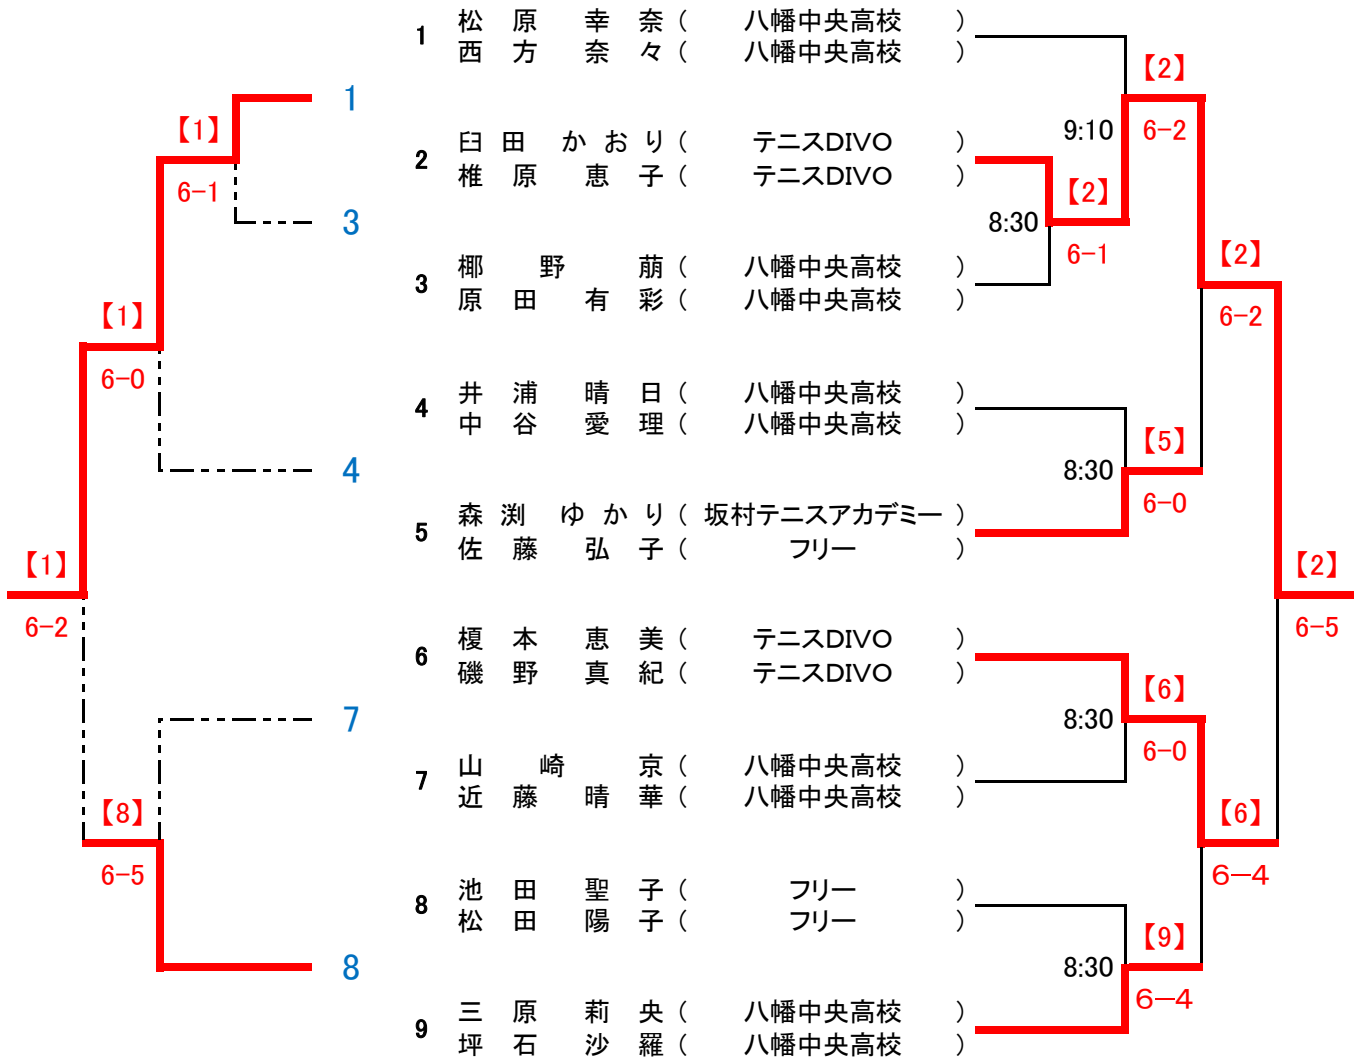 1 松原 幸奈 ( 八幡中央高校 )
西方 奈々 ( 八幡中央高校 )
2 臼田 かおり ( テニスDIVO )
椎原 恵子 ( テニスDIVO )
3 椰野 萠 ( 八幡中央高校 )
原田 有彩 ( 八幡中央高校 )
4 井浦 晴日 ( 八幡中央高校 )
中谷 愛理 ( 八幡中央高校 )
5 森渕 ゆかり ( 坂村テニスアカデミー )
佐藤 弘子 ( フリー )
6 榎本 恵美 ( テニスDIVO )
磯野 真紀 ( テニスDIVO )
7 山崎 京 ( 八幡中央高校 )
近藤 晴華 ( 八幡中央高校 )
8 池田 聖子 ( フリー )
松田 陽子 ( フリー )
9 三原 莉央 ( 八幡中央高校 )
坪石 沙羅 ( 八幡中央高校 )
1
【1】
6-1
3
【1】
6-0
4
【1】
6-2
7
【8】
6-5
8
【2】
9:10
6-2
【2】
8:30
6-1
【2】
6-2
【5】
8:30
6-0
【2】
6-5
【6】
8:30
6-0
【6】
6-4
【9】
8:30
6-4